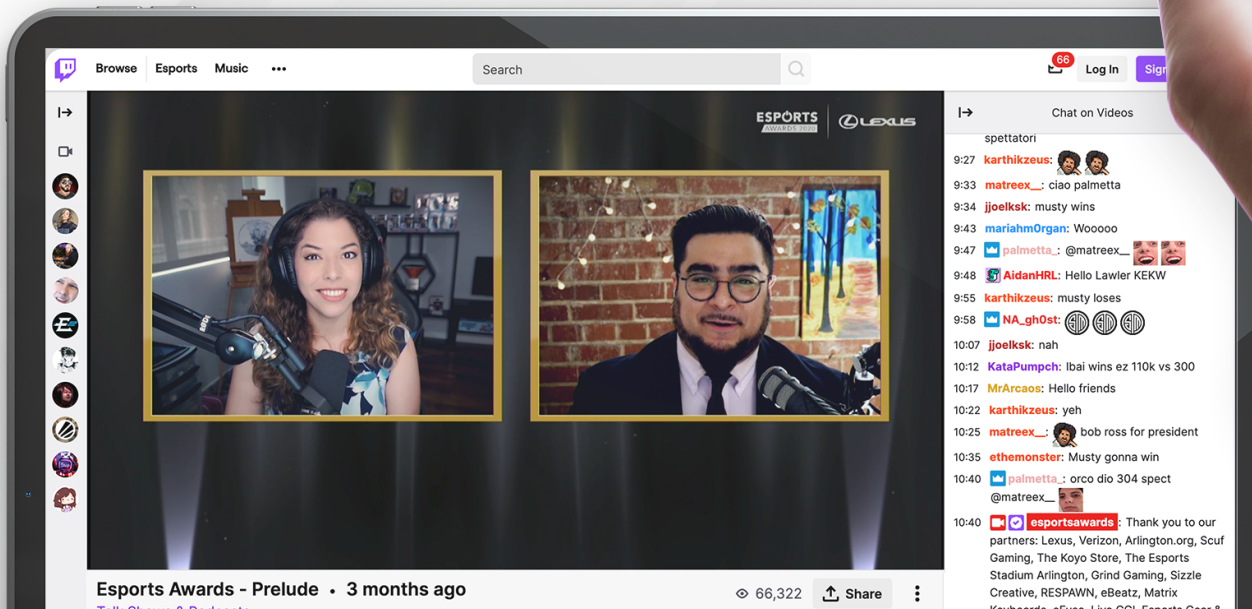 Browse
Esports
Music
Search
66
Log In
Sign
ESPORTS
AWARDS 2020
LEXUS
Chat on Videos
spettatori
9:27 karthikzeus:
9:33 matreex__: ciao palmetta
9:34 jjoelksk: musty wins
9:43 mariahm0rgan: Wooooo
9:47 palmetta_: @matreex__
9:48 AidanHRL: Hello Lawler KEKW
9:55 karthikzeus: musty loses
9:58 NA_gh0st:
10:07 jjoelksk: nah
10:12 KataPumpch: Ibai wins ez 110k vs 300
10:17 MrArcaos: Hello friends
10:22 karthikzeus: yeh
10:25 matreex__: bob ross for president
10:35 ethemonster: Musty gonna win
10:40 palmetta_: orco dio 304 spect
@matreex__
10:40 esportsawards: Thank you to our
partners: Lexus, Verizon, Arlington.org, Scuf
Gaming, The Koyo Store, The Esports
Stadium Arlington, Grind Gaming, Sizzle
Creative, RESPAWN, eBeatz, Matrix
RØDE
Esports Awards - Prelude • 3 months ago
66,322
Share
Talk Shows & Podcasts